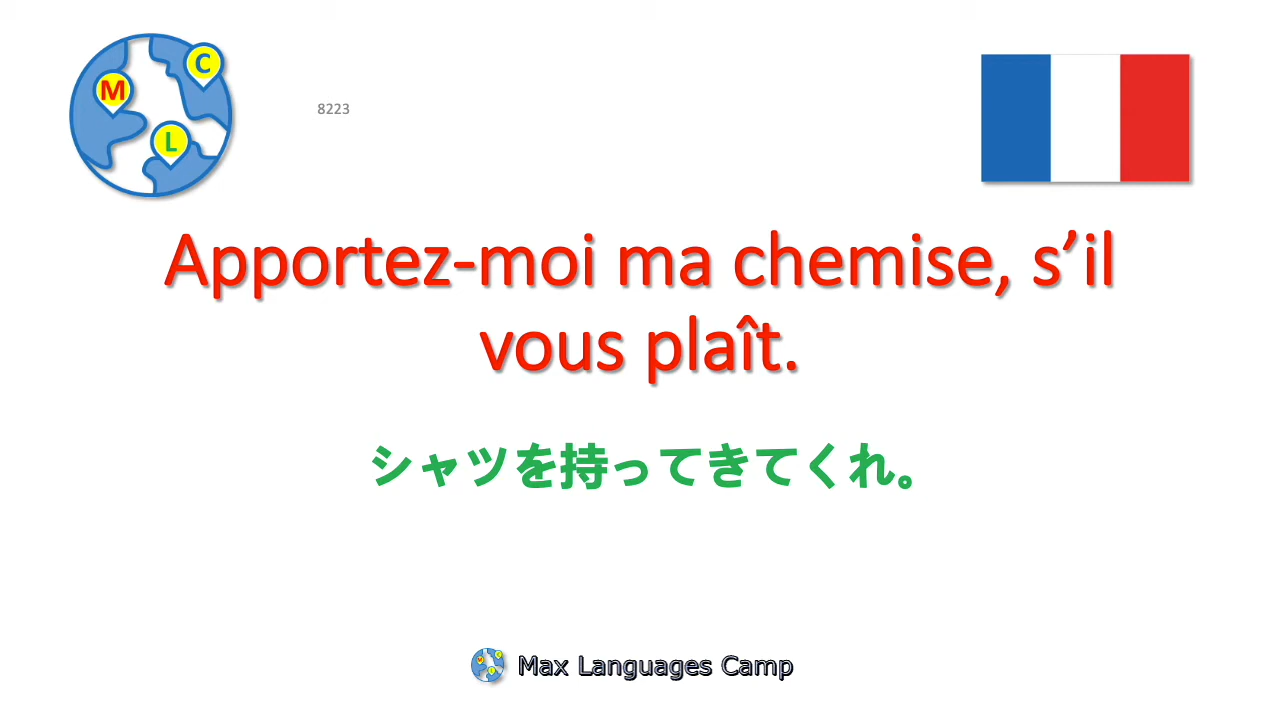 C
M
L
8223
Apportez-moi ma chemise, s’il
vous plaît.
シャツを持ってきてくれ。
Max Languages Camp